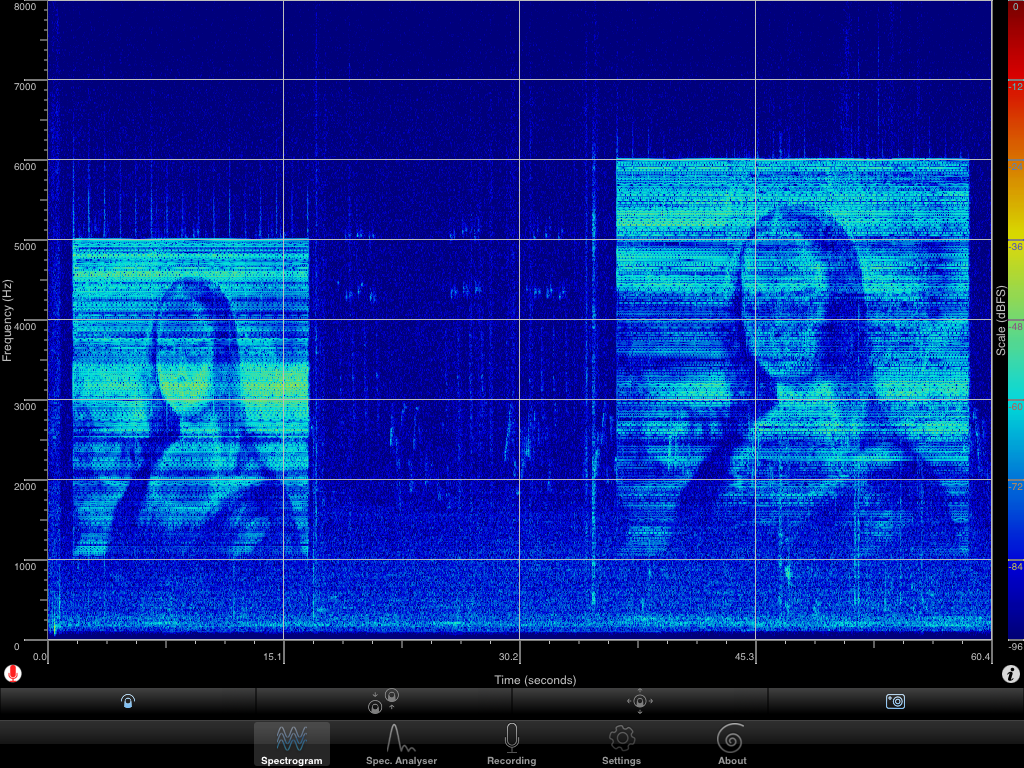 8000
7000
6000
5000
4000
3000
2000
1000
0
Frequency (Hz)
0.0
15.1
30.2
45.3
60.4
Time (seconds)
0
-12
-24
-36
-48
-60
-72
-84
-96
Scale (dBFS)
i
Spectrogram
Spec. Analyser
Recording
Settings
About